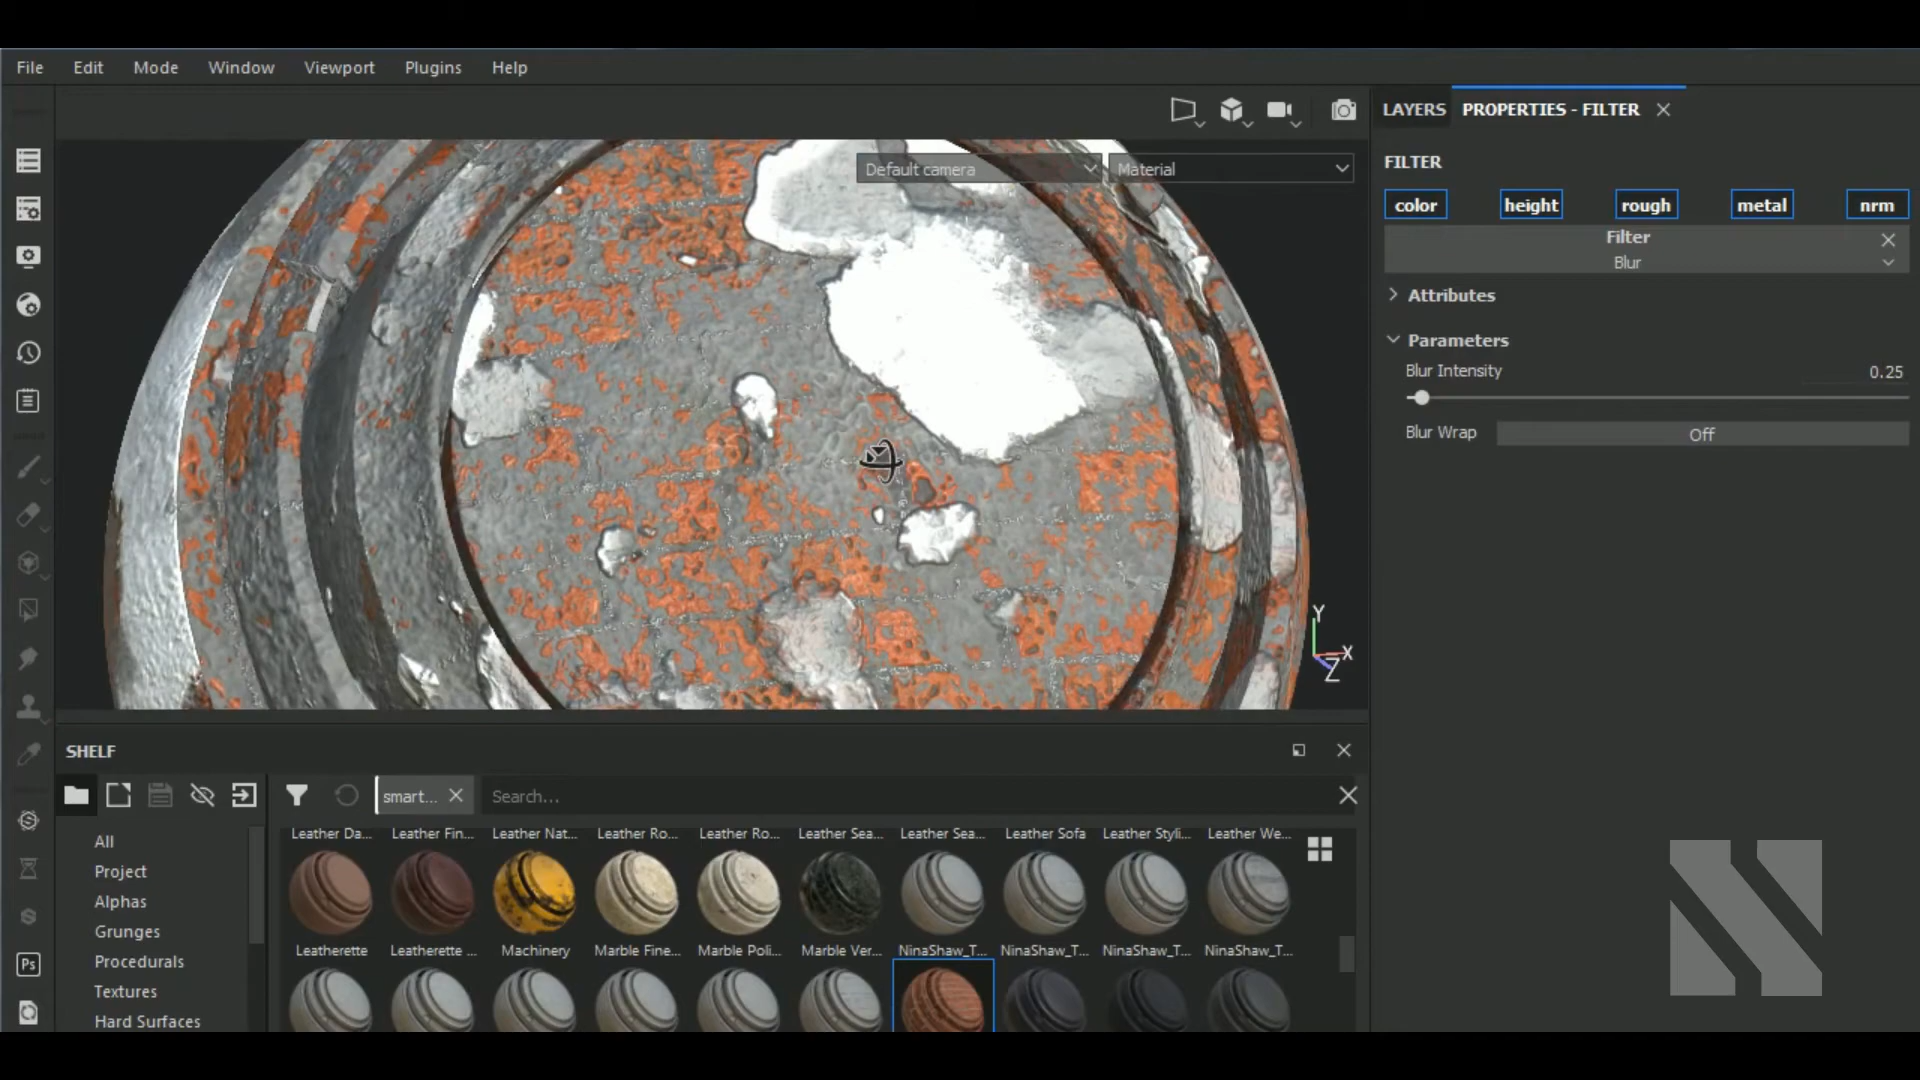 File Edit Mode Window Viewport Plugins Help
LAYERS PROPERTIES - FILTER
Default camera Material
FILTER
color height rough metal nrm
Filter
Blur
Attributes
Parameters
Blur Intensity 0.25
Blur Wrap Off
Y
X
Z
SHELF
smart... Search...
All
Project
Alphas
Grunges
Procedurals
Textures
Hard Surfaces
Leather Da... Leather Fin... Leather Nat... Leather Ro... Leather Ro... Leather Sea... Leather Sea... Leather Sofa Leather Styli... Leather We...
Leatherette Leatherette ... Machinery Marble Fine... Marble Poli... Marble Ver... NinaShaw_T... NinaShaw_T... NinaShaw_T... NinaShaw_T...
Ps